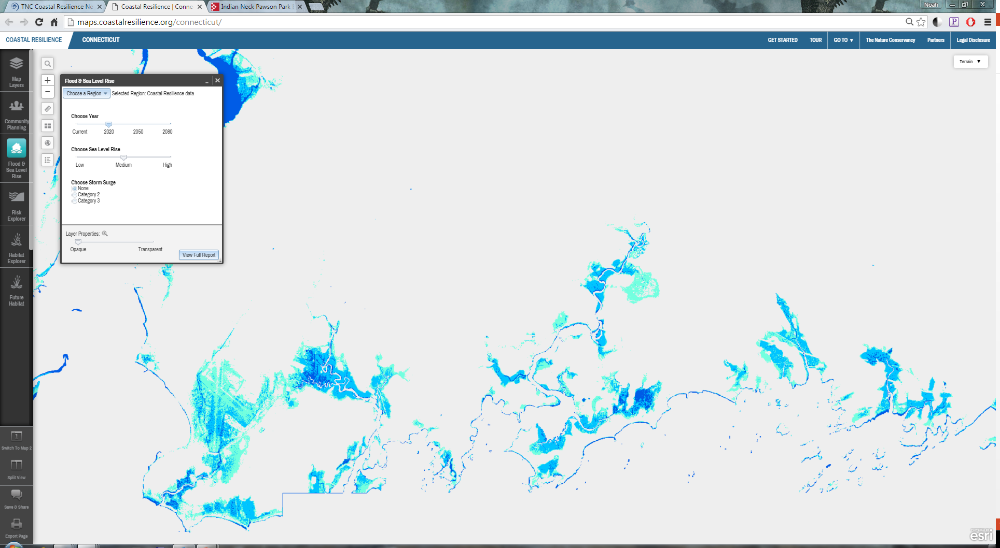 TNC Coastal Resilience Ne
Coastal Resilience | Conne
Indian Neck Pawson Park
Noah
maps.coastalresilience.org/connecticut/
COASTAL RESILIENCE
CONNECTICUT
GET STARTED
TOUR
GO TO ▼
The Nature Conservancy
Partners
Legal Disclosure
Map
Layers
Community
Planning
Flood &
Sea Level
Rise
Risk
Explorer
Habitat
Explorer
Future
Habitat
1
Switch To Map 2
Split View
Save & Share
Export Page
Terrain ▼
Flood & Sea Level Rise
Choose a Region
Selected Region: Coastal Resilience data
Choose Year
Current 2020 2050 2080
Choose Sea Level Rise
Low Medium High
Choose Storm Surge
None
Category 2
Category 3
Layer Properties:
Opaque Transparent
View Full Report
POWERED BY
esri